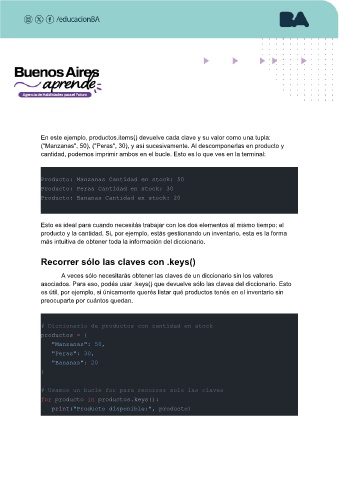 /educacionBA
BA
Buenos Aires
aprende
Agencia de Habilidades para el Futuro
En este ejemplo, productos.items() devuelve cada clave y su valor como una tupla:
("Manzanas", 50), ("Peras", 30), y así sucesivamente. Al descomponerlas en producto y
cantidad, podemos imprimir ambos en el bucle. Esto es lo que ves en la terminal:
Producto: Manzanas Cantidad en stock: 50
Producto: Peras Cantidad en stock: 30
Producto: Bananas Cantidad en stock: 20
Esto es ideal para cuando necesitás trabajar con los dos elementos al mismo tiempo: el
producto y la cantidad. Si, por ejemplo, estás gestionando un inventario, esta es la forma
más intuitiva de obtener toda la información del diccionario.
Recorrer sólo las claves con .keys()
A veces sólo necesitarás obtener las claves de un diccionario sin los valores
asociados. Para eso, podés usar .keys() que devuelve sólo las claves del diccionario. Esto
es útil, por ejemplo, si únicamente querés listar qué productos tenés en el inventario sin
preocuparte por cuántos quedan.
# Diccionario de productos con cantidad en stock
productos = {
"Manzanas": 50,
"Peras": 30,
"Bananas": 20
}
# Usamos un bucle for para recorrer solo las claves
for producto in productos.keys():
print("Producto disponible:", producto)